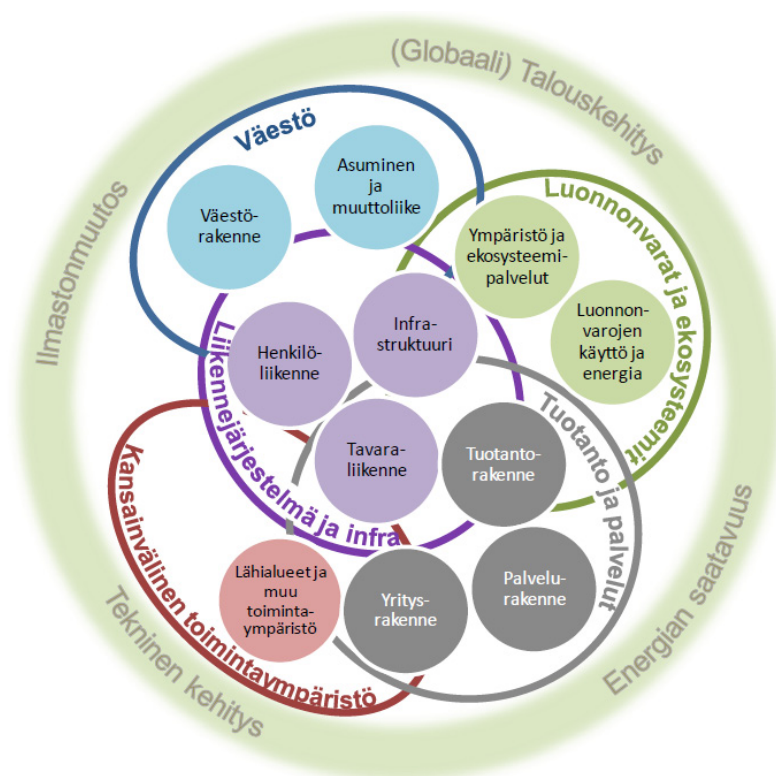 (Globaali) Talouskehitys
Ilmastonmuutos
Väestö
Asuminen
ja
muuttoliike
Väestö-
rakenne
Luonnonvarat ja ekosysteemit
Ympäristö ja
ekosysteemi-
palvelut
Luonnon-
varojen
käyttö ja
energia
Infra-
struktuuri
Henkilö-
liikenne
Liikennejärjestelmä ja infra
Tavara-
liikenne
Tuotanto-
rakenne
Tuotanto ja palvelut
Kansainvälinen toimintaympäristö
Lähialueet ja
muu
toiminta-
ympäristö
Yritys-
rakenne
Palvelu-
rakenne
Tekninen kehitys
Energian saatavuus